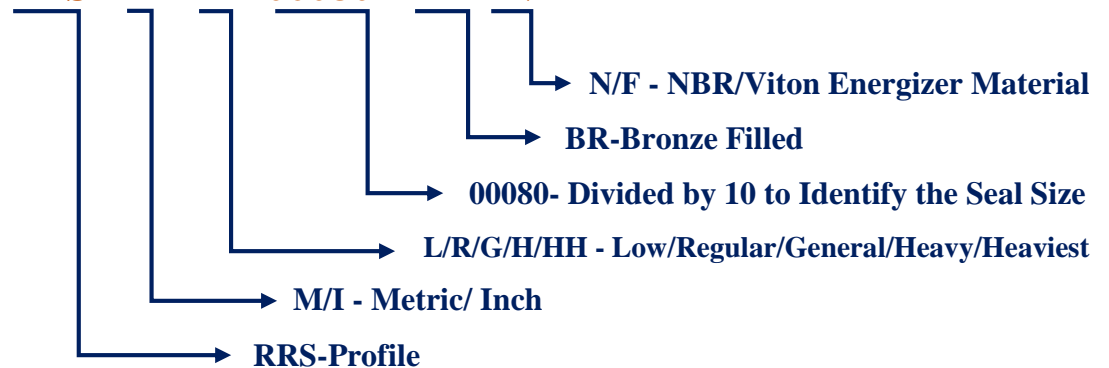 N/F - NBR/Viton Energizer Material
BR-Bronze Filled
00080- Divided by 10 to Identify the Seal Size
L/R/G/H/HH - Low/Regular/General/Heavy/Heaviest
M/I - Metric/ Inch
RRS-Profile